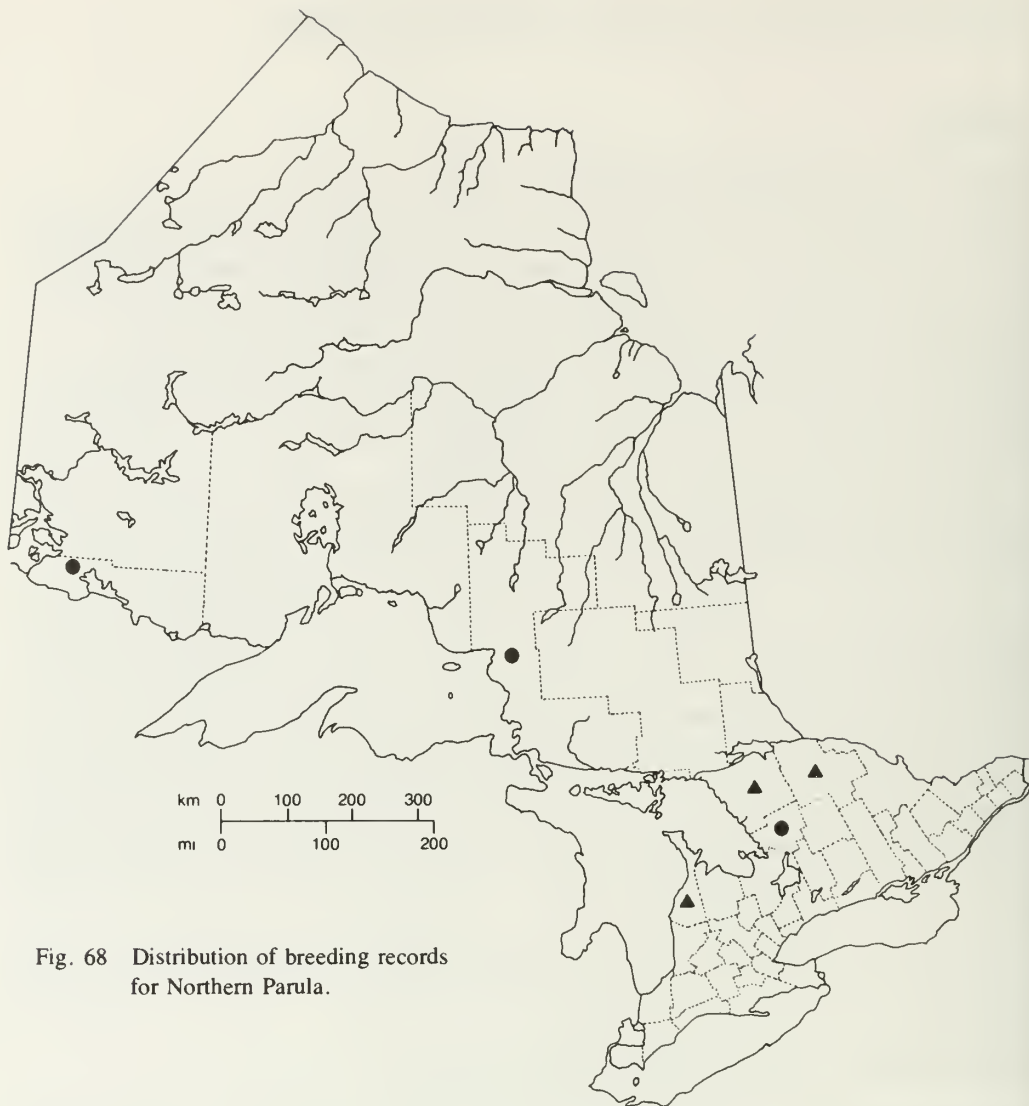 km 0 100 200 300
mi 0 100 200
Fig. 68 Distribution of breeding records
for Northern Parula.